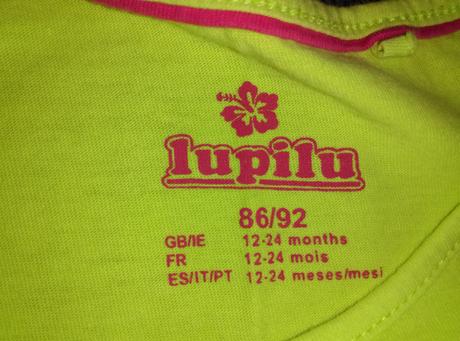 lupilu
86/92
GB/IE 12-24 months
FR 12-24 mois
ES/IT/PT 12-24 meses/mesi